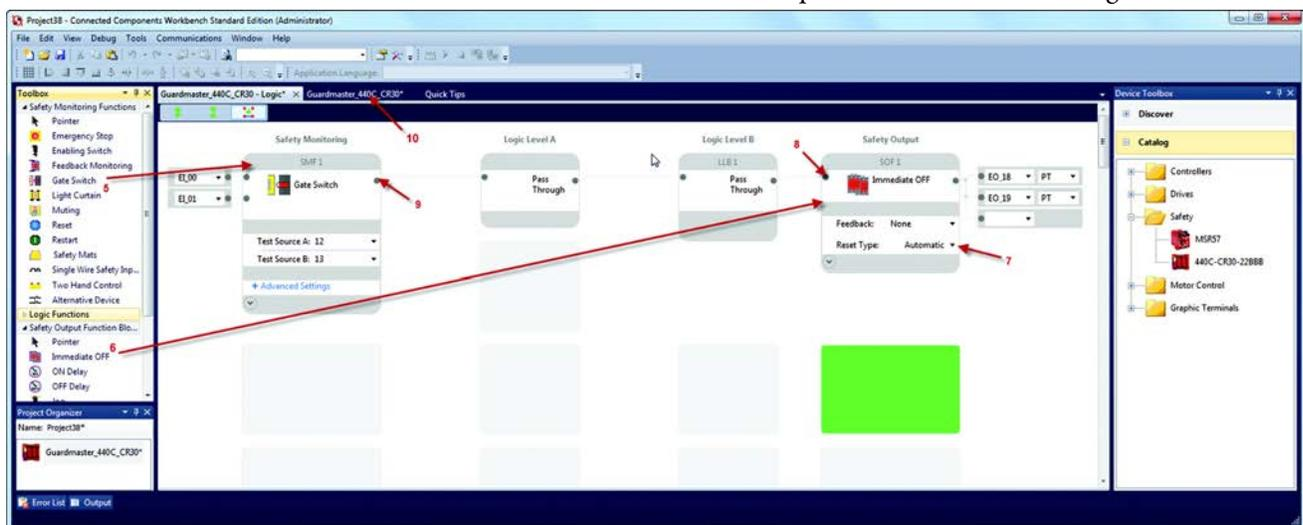 Project38 - Connected Components Workbench Standard Edition (Administrator)
File Edit View Debug Tools Communications Window Help
Application Language:
Toolbox
Guardmaster_440C_CR30 - Logic*
Guardmaster_440C_CR30*
Quick Tips
Device Toolbox
Safety Monitoring Functions
Pointer
Emergency Stop
Enabling Switch
Feedback Monitoring
Gate Switch
Light Curtain
Muting
Reset
Restart
Safety Mats
Single Wire Safety Inp...
Two Hand Control
Alternative Device
Logic Functions
Safety Output Function Blo...
Pointer
Immediate OFF
ON Delay
OFF Delay
Project Organizer
Name: Project38*
Guardmaster_440C_CR30*
Error List Output
Safety Monitoring
Logic Level A
Logic Level B
Safety Output
SMF 1
LLB 1
SOF 1
EI_00
EI_01
Gate Switch
Pass Through
Pass Through
Immediate OFF
EO_18 PT
EO_19 PT
Test Source A: 12
Test Source B: 13
+ Advanced Settings
Feedback: None
Reset Type: Automatic
5
6
7
8
9
10
Discover
Catalog
Controllers
Drives
Safety
MSR57
440C-CR30-22BBB
Motor Control
Graphic Terminals